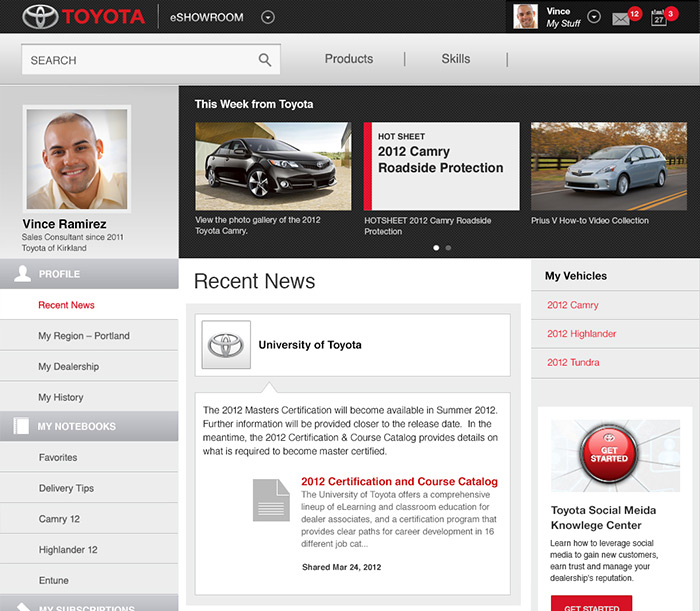 TOYOTA
eSHOWROOM
Vince
My Stuff
12
3
27
SEARCH
Products
Skills
Vince Ramirez
Sales Consultant since 2011
Toyota of Kirkland
This Week from Toyota
View the photo gallery of the 2012
Toyota Camry.
HOT SHEET
2012 Camry
Roadside Protection
HOTSHEET 2012 Camry Roadside
Protection
Prius V How-to Video Collection
PROFILE
Recent News
My Region – Portland
My Dealership
My History
MY NOTEBOOKS
Favorites
Delivery Tips
Camry 12
Highlander 12
Entune
MY SUBSCRIPTIONS
Recent News
University of Toyota
The 2012 Masters Certification will become available in Summer 2012.
Further information will be provided closer to the release date. In the
meantime, the 2012 Certification & Course Catalog provides details on
what is required to become master certified.
2012 Certification and Course Catalog
The University of Toyota offers a comprehensive
lineup of eLearning and classroom education for
dealer associates, and a certification program that
provides clear paths for career development in 16
different job cat...
Shared Mar 24, 2012
My Vehicles
2012 Camry
2012 Highlander
2012 Tundra
GET
STARTED
Toyota Social Meida
Knowlege Center
Learn how to leverage social
media to gain new customers,
earn trust and manage your
dealership's reputation.
GET STARTED